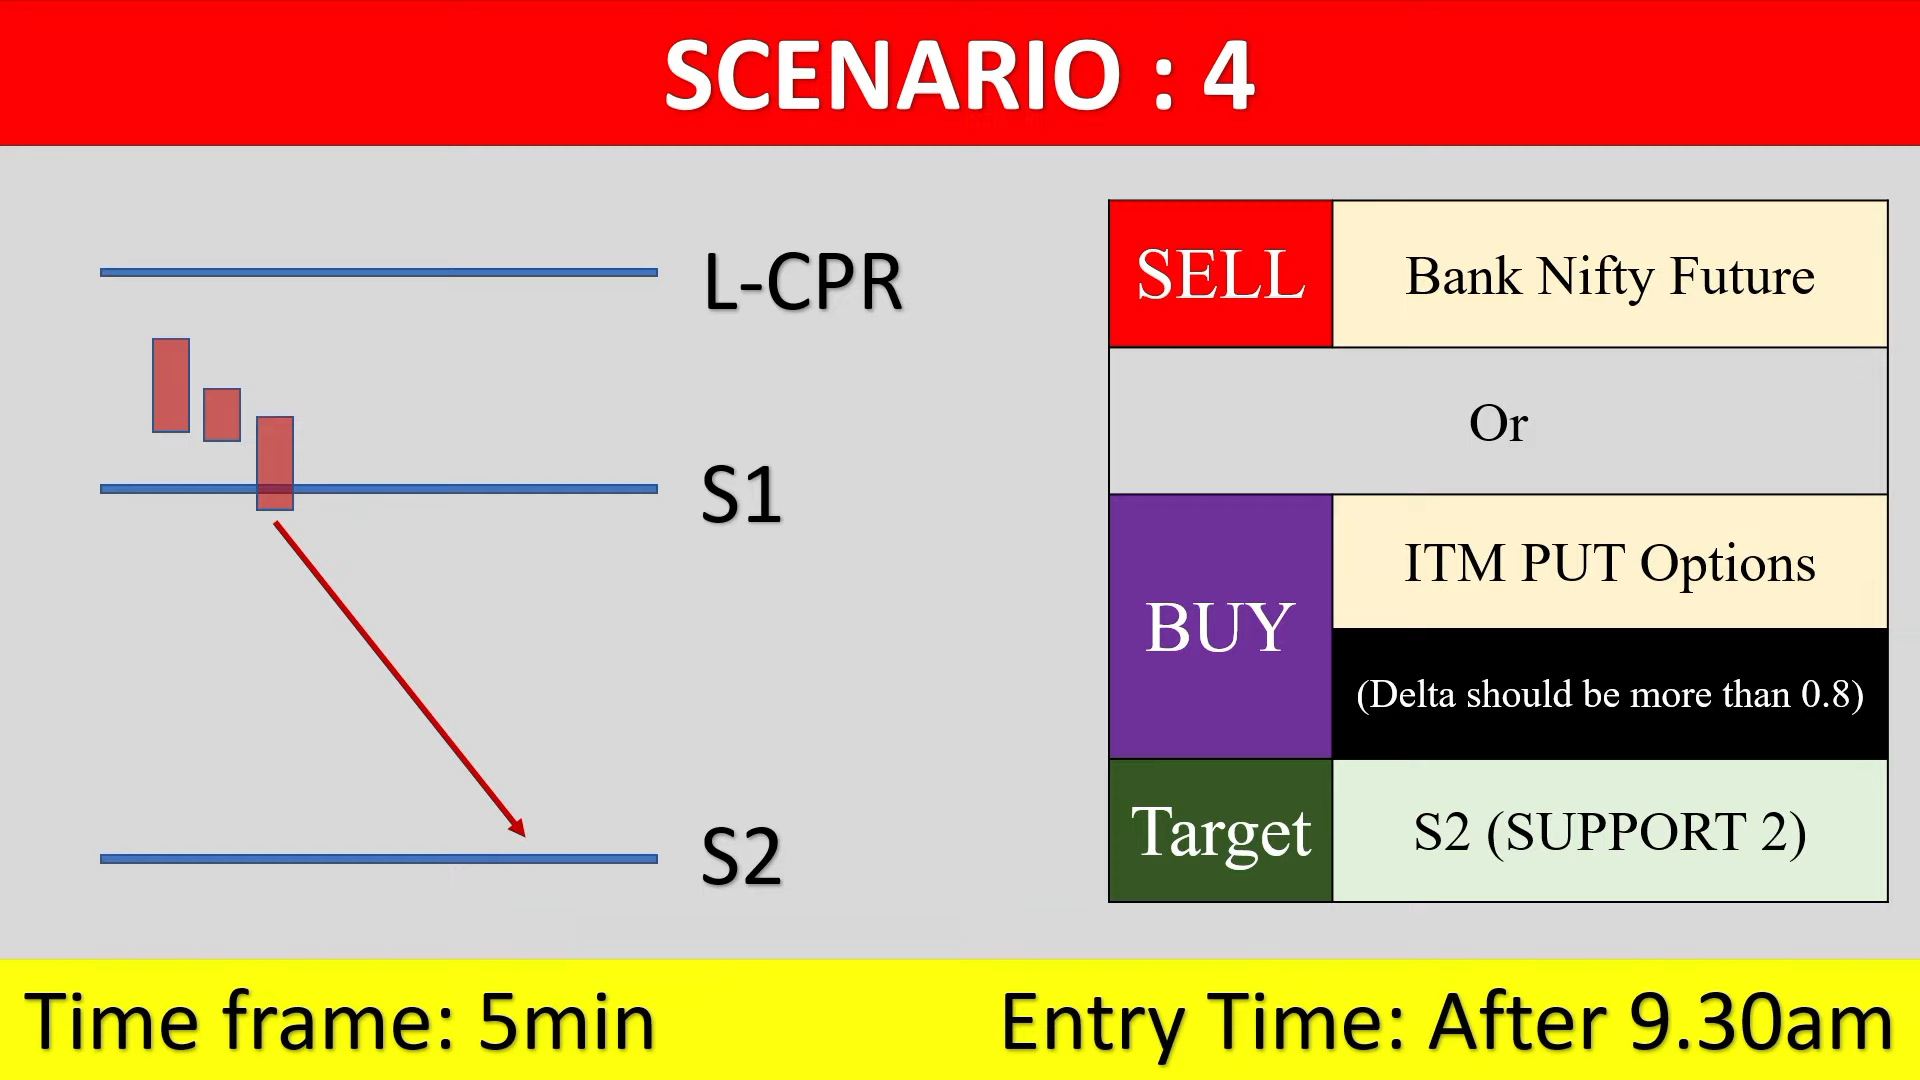 SCENARIO : 4
L-CPR
S1
S2
SELL
Bank Nifty Future
Or
BUY
ITM PUT Options
(Delta should be more than 0.8)
Target
S2 (SUPPORT 2)
Time frame: 5min
Entry Time: After 9.30am